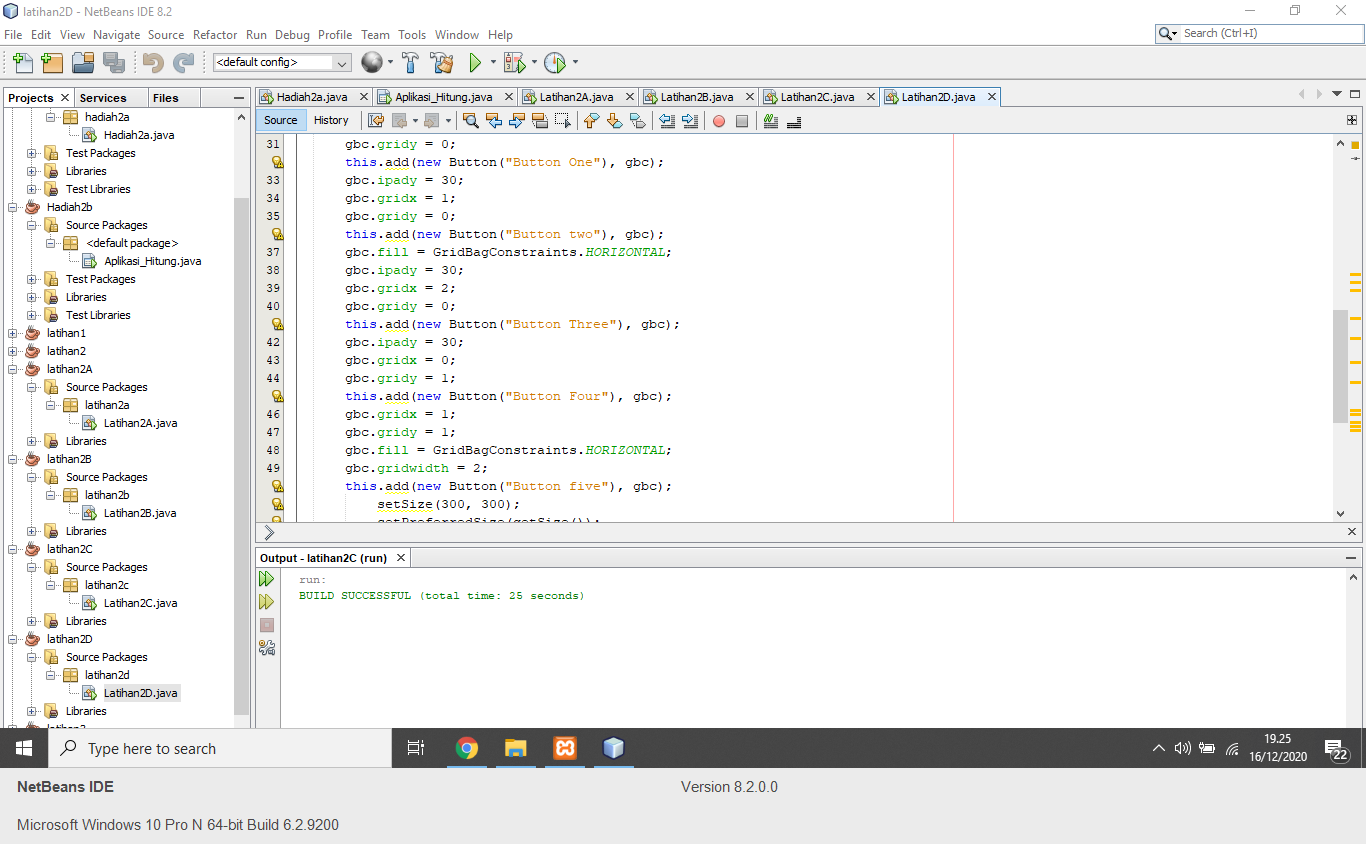 latihan2D - NetBeans IDE 8.2
File Edit View Navigate Source Refactor Run Debug Profile Team Tools Window Help
Search (Ctrl+I)
<default config>
Projects Services Files
Hadiah2a.java Aplikasi_Hitung.java Latihan2A.java Latihan2B.java Latihan2C.java Latihan2D.java
Source History
hadiah2a
Hadiah2a.java
Test Packages
Libraries
Test Libraries
Hadiah2b
Source Packages
<default package>
Aplikasi_Hitung.java
Test Packages
Libraries
Test Libraries
latihan1
latihan2
latihan2A
Source Packages
latihan2a
Latihan2A.java
Libraries
latihan2B
Source Packages
latihan2b
Latihan2B.java
Libraries
latihan2C
Source Packages
latihan2c
Latihan2C.java
Libraries
latihan2D
Source Packages
latihan2d
Latihan2D.java
Libraries
31 gbc.gridy = 0;
this.add(new Button("Button One"), gbc);
33 gbc.ipady = 30;
34 gbc.gridx = 1;
35 gbc.gridy = 0;
this.add(new Button("Button two"), gbc);
37 gbc.fill = GridBagConstraints.HORIZONTAL;
38 gbc.ipady = 30;
39 gbc.gridx = 2;
40 gbc.gridy = 0;
this.add(new Button("Button Three"), gbc);
42 gbc.ipady = 30;
43 gbc.gridx = 0;
44 gbc.gridy = 1;
this.add(new Button("Button Four"), gbc);
46 gbc.gridx = 1;
47 gbc.gridy = 1;
48 gbc.fill = GridBagConstraints.HORIZONTAL;
49 gbc.gridwidth = 2;
this.add(new Button("Button five"), gbc);
setSize(300, 300);
setPreferredSize(getSize());
Output - latihan2C (run)
run:
BUILD SUCCESSFUL (total time: 25 seconds)
Type here to search
19.25
16/12/2020
22
NetBeans IDE Version 8.2.0.0
Microsoft Windows 10 Pro N 64-bit Build 6.2.9200